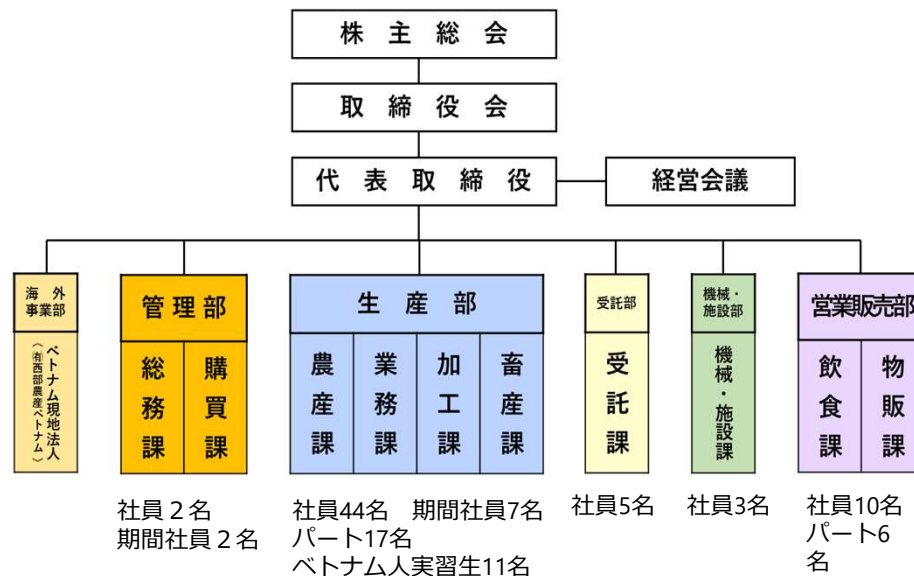 株主総会
取締役会
代表取締役
経営会議
海外
事業部
ベトナム現地法人
（㈲西部農産ベトナム）
管理部
総務課
購買課
生産部
農産課
業務課
加工課
畜産課
受託部
受託課
機械・
施設部
機械・施設課
営業販売部
飲食課
物販課
社員２名
期間社員２名
社員44名　期間社員7名
パート17名
ベトナム人実習生11名
社員5名
社員3名
社員10名
パート6
名